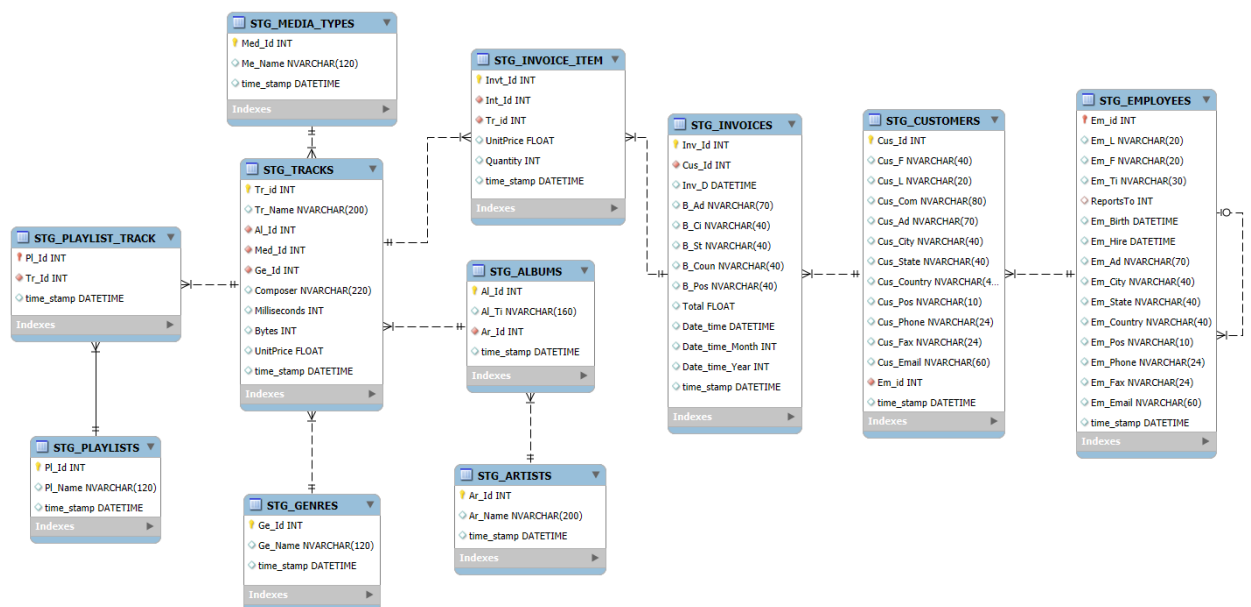 STG_MEDIA_TYPES
Med_Id INT
Me_Name NVARCHAR(120)
time_stamp DATETIME
Indexes
STG_INVOICE_ITEM
Invt_Id INT
Int_Id INT
Tr_id INT
UnitPrice FLOAT
Quantity INT
time_stamp DATETIME
Indexes
STG_INVOICES
Inv_Id INT
Cus_Id INT
Inv_D DATETIME
B_Ad NVARCHAR(70)
B_Ci NVARCHAR(40)
B_St NVARCHAR(40)
B_Coun NVARCHAR(40)
B_Pos NVARCHAR(40)
Total FLOAT
Date_time DATETIME
Date_time_Month INT
Date_time_Year INT
time_stamp DATETIME
Indexes
STG_CUSTOMERS
Cus_Id INT
Cus_F NVARCHAR(40)
Cus_L NVARCHAR(20)
Cus_Com NVARCHAR(80)
Cus_Ad NVARCHAR(70)
Cus_City NVARCHAR(40)
Cus_State NVARCHAR(40)
Cus_Country NVARCHAR(4...
Cus_Pos NVARCHAR(10)
Cus_Phone NVARCHAR(24)
Cus_Fax NVARCHAR(24)
Cus_Email NVARCHAR(60)
Em_id INT
time_stamp DATETIME
Indexes
STG_EMPLOYEES
Em_id INT
Em_L NVARCHAR(20)
Em_F NVARCHAR(20)
Em_Ti NVARCHAR(30)
ReportsTo INT
Em_Birth DATETIME
Em_Hire DATETIME
Em_Ad NVARCHAR(70)
Em_City NVARCHAR(40)
Em_State NVARCHAR(40)
Em_Country NVARCHAR(40)
Em_Pos NVARCHAR(10)
Em_Phone NVARCHAR(24)
Em_Fax NVARCHAR(24)
Em_Email NVARCHAR(60)
time_stamp DATETIME
Indexes
STG_TRACKS
Tr_id INT
Tr_Name NVARCHAR(200)
Al_Id INT
Med_Id INT
Ge_Id INT
Composer NVARCHAR(220)
Milliseconds INT
Bytes INT
UnitPrice FLOAT
time_stamp DATETIME
Indexes
STG_PLAYLIST_TRACK
Pl_Id INT
Tr_Id INT
time_stamp DATETIME
Indexes
STG_ALBUMS
Al_Id INT
Al_Ti NVARCHAR(160)
Ar_Id INT
time_stamp DATETIME
Indexes
STG_PLAYLISTS
Pl_Id INT
Pl_Name NVARCHAR(120)
time_stamp DATETIME
Indexes
STG_GENRES
Ge_Id INT
Ge_Name NVARCHAR(120)
time_stamp DATETIME
Indexes
STG_ARTISTS
Ar_Id INT
Ar_Name NVARCHAR(200)
time_stamp DATETIME
Indexes